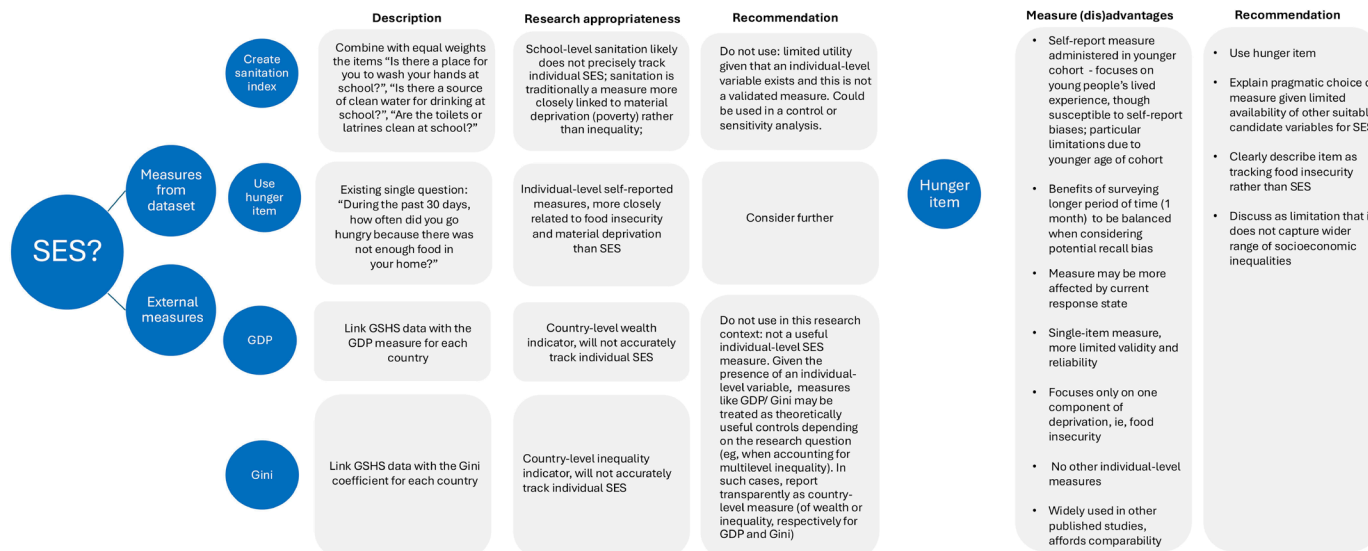 Description
Research appropriateness
Recommendation
Measure (dis)advantages
Recommendation
SES?
Measures
from
dataset
External
measures
Create
sanitation
index
Combine with equal weights
the items “Is there a place for
you to wash your hands at
school?”, “Is there a source
of clean water for drinking at
school?”, “Are the toilets or
latrines clean at school?”
School-level sanitation likely
does not precisely track
individual SES; sanitation is
traditionally a measure more
closely linked to material
deprivation (poverty) rather
than inequality;
Do not use: limited utility
given that an individual-level
variable exists and this is not
a validated measure. Could
be used in a control or
sensitivity analysis.
Use
hunger
item
Existing single question:
“During the past 30 days,
how often did you go
hungry because there was
not enough food in
your home?”
Individual-level self-reported
measures, more closely
related to food insecurity
and material deprivation
than SES
Consider further
GDP
Link GSHS data with the
GDP measure for each
country
Country-level wealth
indicator, will not accurately
track individual SES
Do not use in this research
context: not a useful
individual-level SES
measure. Given the
presence of an individual-
level variable, measures
like GDP/ Gini may be
treated as theoretically
useful controls depending
on the research question
(eg, when accounting for
multilevel inequality). In
such cases, report
transparently as country-
level measure (of wealth or
inequality, respectively for
GDP and Gini)
Gini
Link GSHS data with the Gini
coefficient for each country
Country-level inequality
indicator, will not accurately
track individual SES
Hunger
item
• Self-report measure
administered in younger
cohort - focuses on
young people’s lived
experience, though
susceptible to self-report
biases; particular
limitations due to
younger age of cohort
• Benefits of surveying
longer period of time (1
month) to be balanced
when considering
potential recall bias
• Measure may be more
affected by current
response state
• Single-item measure,
more limited validity and
reliability
• Focuses only on one
component of
deprivation, ie, food
insecurity
• No other individual-level
measures
• Widely used in other
published studies,
affords comparability
• Use hunger item
• Explain pragmatic choice
measure given limited
availability of other
candidate variables for
• Clearly describe item as
tracking food insecurity
rather than SES
• Discuss as limitation that
does not capture wider
range of socioeconomic
inequalities